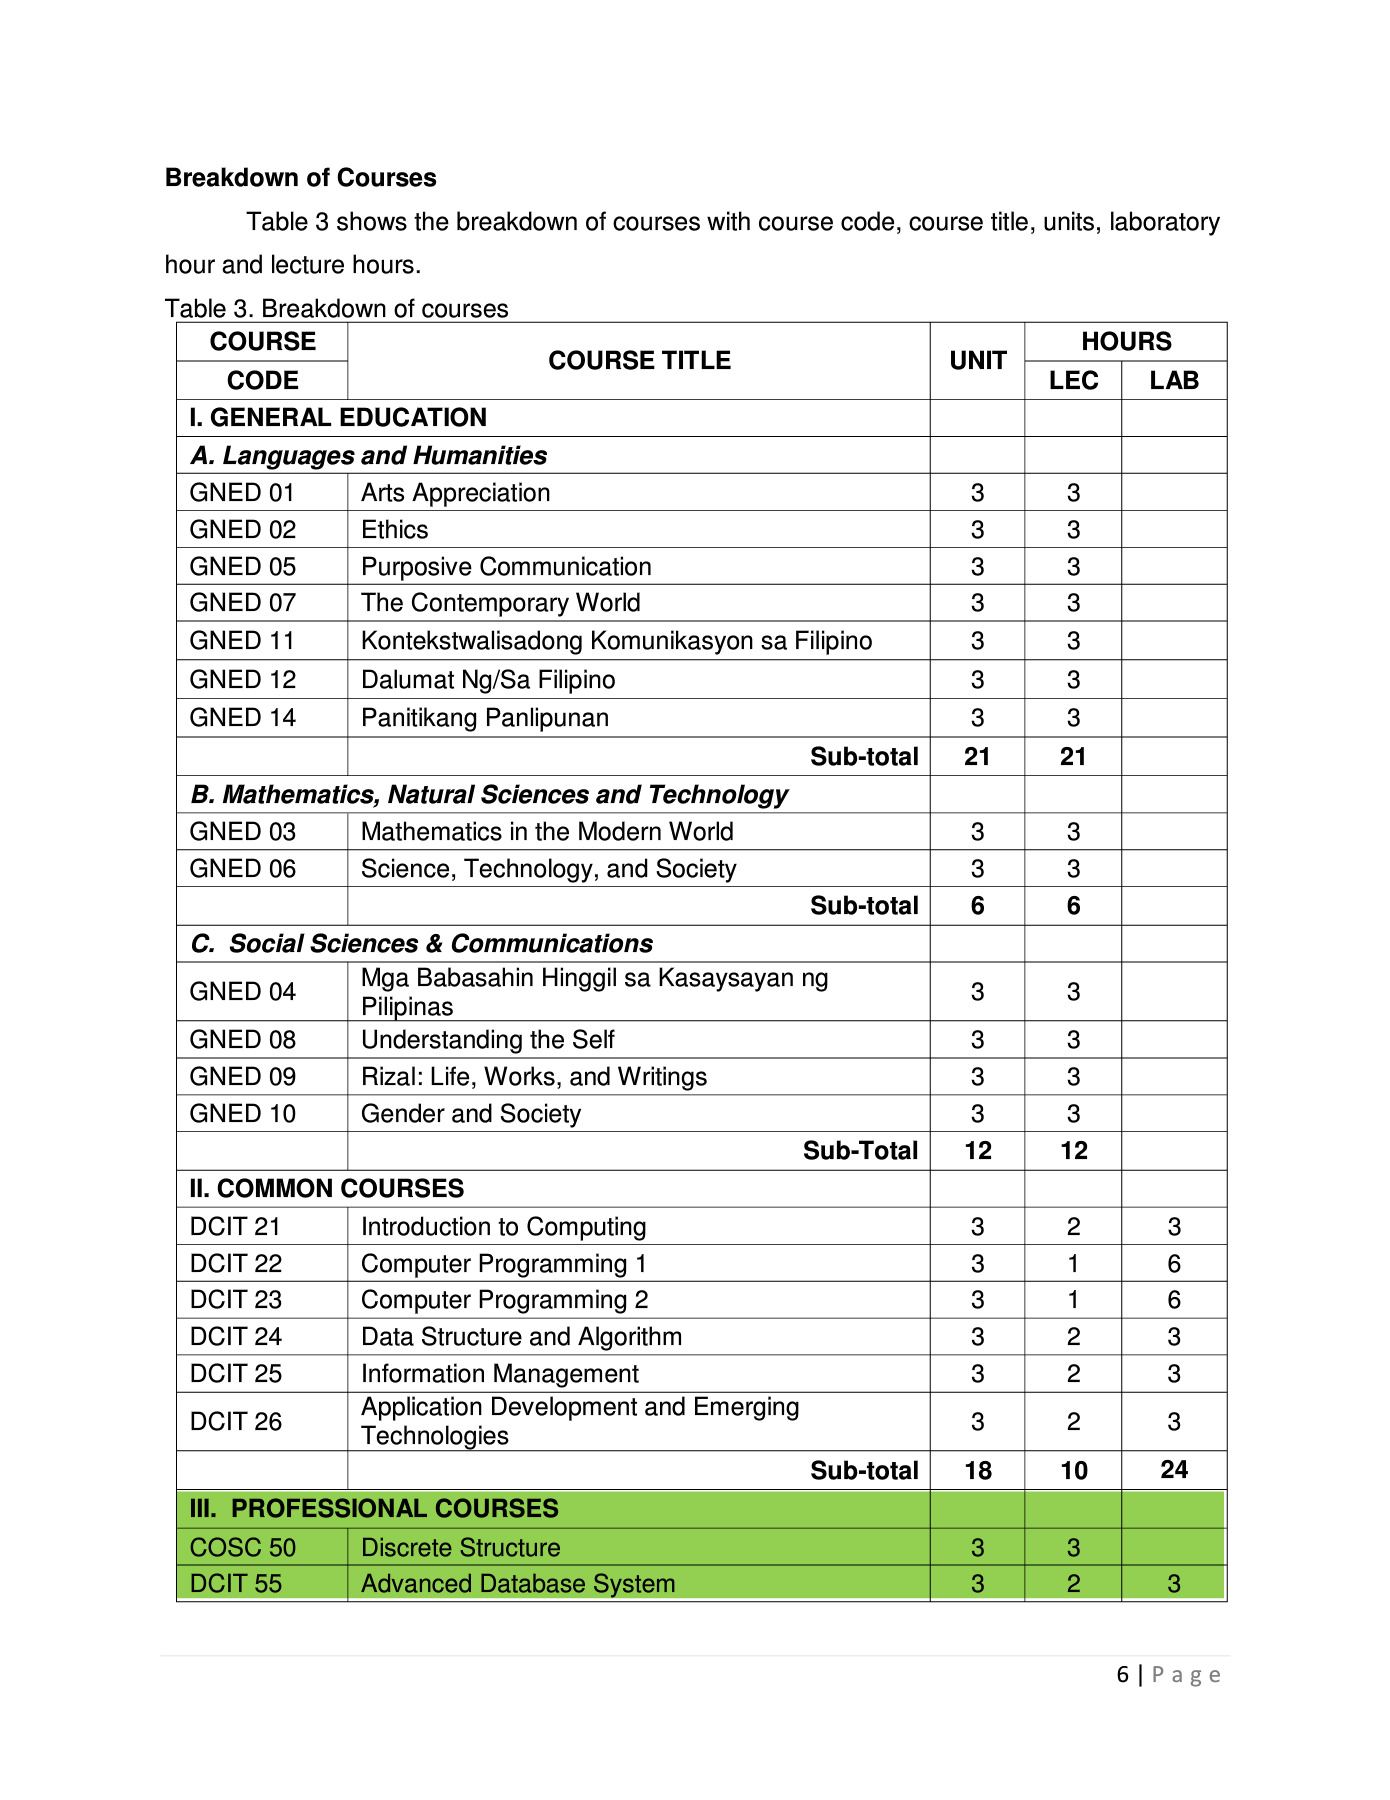 Breakdown of Courses
Table 3 shows the breakdown of courses with course code, course title, units, laboratory
hour and lecture hours.
Table 3. Breakdown of courses
COURSE CODE COURSE TITLE UNIT HOURS
LEC LAB
I. GENERAL EDUCATION
A. Languages and Humanities
GNED 01 Arts Appreciation 3 3
GNED 02 Ethics 3 3
GNED 05 Purposive Communication 3 3
GNED 07 The Contemporary World 3 3
GNED 11 Kontekstwalisadong Komunikasyon sa Filipino 3 3
GNED 12 Dalumat Ng/Sa Filipino 3 3
GNED 14 Panitikang Panlipunan 3 3
Sub-total 21 21
B. Mathematics, Natural Sciences and Technology
GNED 03 Mathematics in the Modern World 3 3
GNED 06 Science, Technology, and Society 3 3
Sub-total 6 6
C. Social Sciences & Communications
GNED 04 Mga Babasahin Hinggil sa Kasaysayan ng
Pilipinas 3 3
GNED 08 Understanding the Self 3 3
GNED 09 Rizal: Life, Works, and Writings 3 3
GNED 10 Gender and Society 3 3
Sub-Total 12 12
II. COMMON COURSES
DCIT 21 Introduction to Computing 3 2 3
DCIT 22 Computer Programming 1 3 1 6
DCIT 23 Computer Programming 2 3 1 6
DCIT 24 Data Structure and Algorithm 3 2 3
DCIT 25 Information Management 3 2 3
DCIT 26 Application Development and Emerging
Technologies 3 2 3
Sub-total 18 10 24
III. PROFESSIONAL COURSES
COSC 50 Discrete Structure 3 3
DCIT 55 Advanced Database System 3 2 3
6 | Page